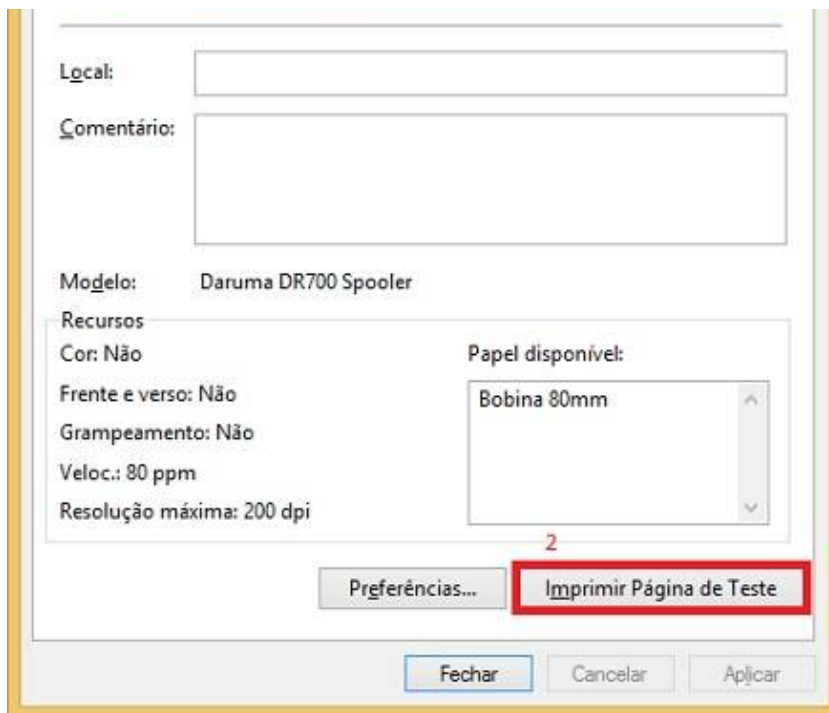 Local:
Comentário:
Modelo: Daruma DR700 Spooler
Recursos
Cor: Não
Papel disponível:
Frente e verso: Não
Bobina 80mm
Grampeamento: Não
Veloc.: 80 ppm
Resolução máxima: 200 dpi
2
Preferências... Imprimir Página de Teste
Fechar Cancelar Aplicar